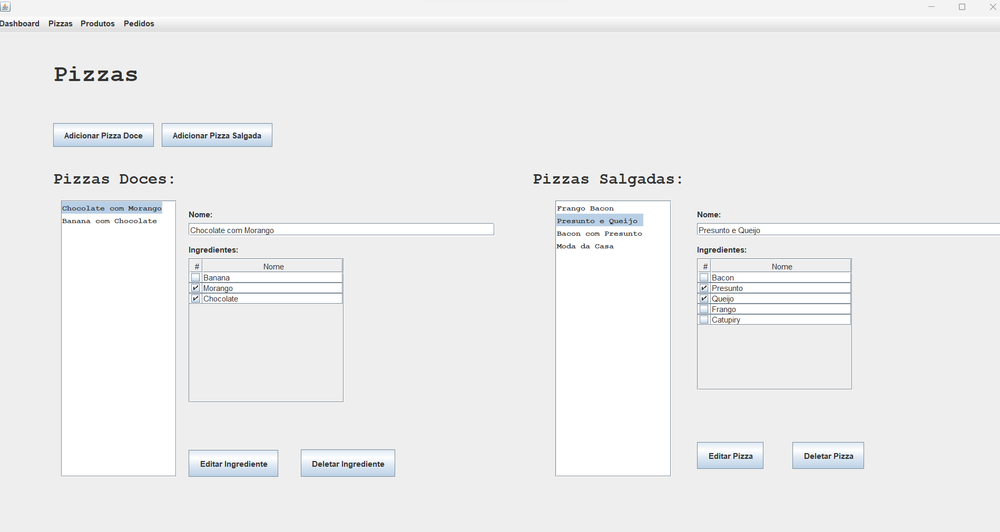 Dashboard Pizzas Produtos Pedidos
Pizzas
Adicionar Pizza Doce Adicionar Pizza Salgada
Pizzas Doces:
Chocolate com Morango
Banana com Chocolate
Nome:
Chocolate com Morango
Ingredientes:
# Nome
Banana
Morango
Chocolate
Editar Ingrediente Deletar Ingrediente
Pizzas Salgadas:
Frango Bacon
Presunto e Queijo
Bacon com Presunto
Moda da Casa
Nome:
Presunto e Queijo
Ingredientes:
# Nome
Bacon
Presunto
Queijo
Frango
Catupiry
Editar Pizza Deletar Pizza